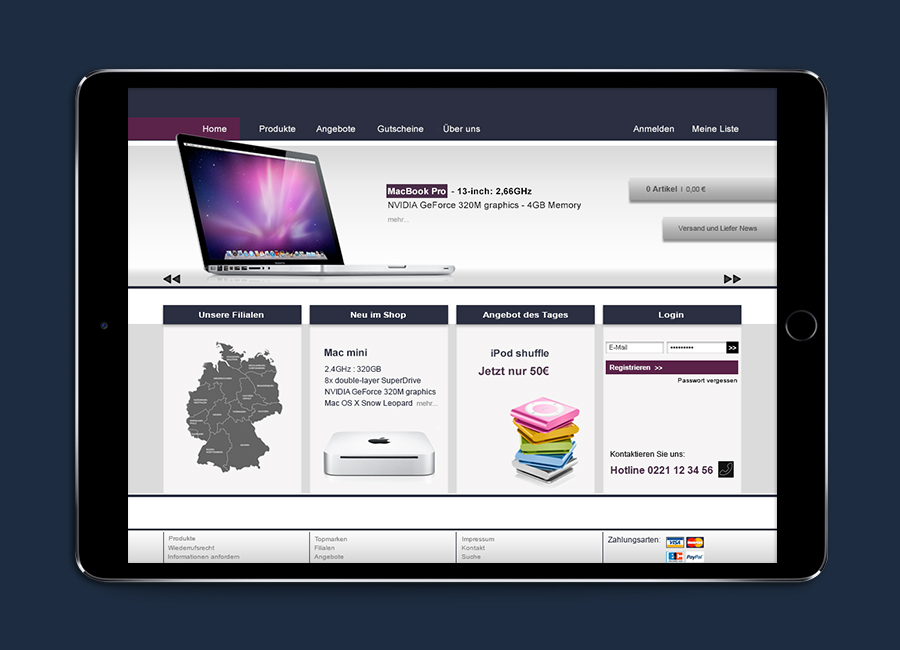 Home Produkte Angebote Gutscheine Über uns Anmelden Meine Liste
MacBook Pro - 13-inch: 2,66GHz
NVIDIA GeForce 320M graphics - 4GB Memory
mehr...
0 Artikel | 0,00 €
Versand und Liefer News
Unsere Filialen
Neu im Shop
Mac mini
2.4GHz : 320GB
8x double-layer SuperDrive
NVIDIA GeForce 320M graphics
Mac OS X Snow Leopard mehr...
Angebot des Tages
iPod shuffle
Jetzt nur 50€
Login
E-Mail
>>
Registrieren >>
Passwort vergessen
Kontaktieren Sie uns:
Hotline 0221 12 34 56
Produkte
Wiederrufsrecht
Informationen anfordern
Topmarken
Filialen
Angebote
Impressum
Kontakt
Suche
Zahlungsarten:
VISA MasterCard
PayPal